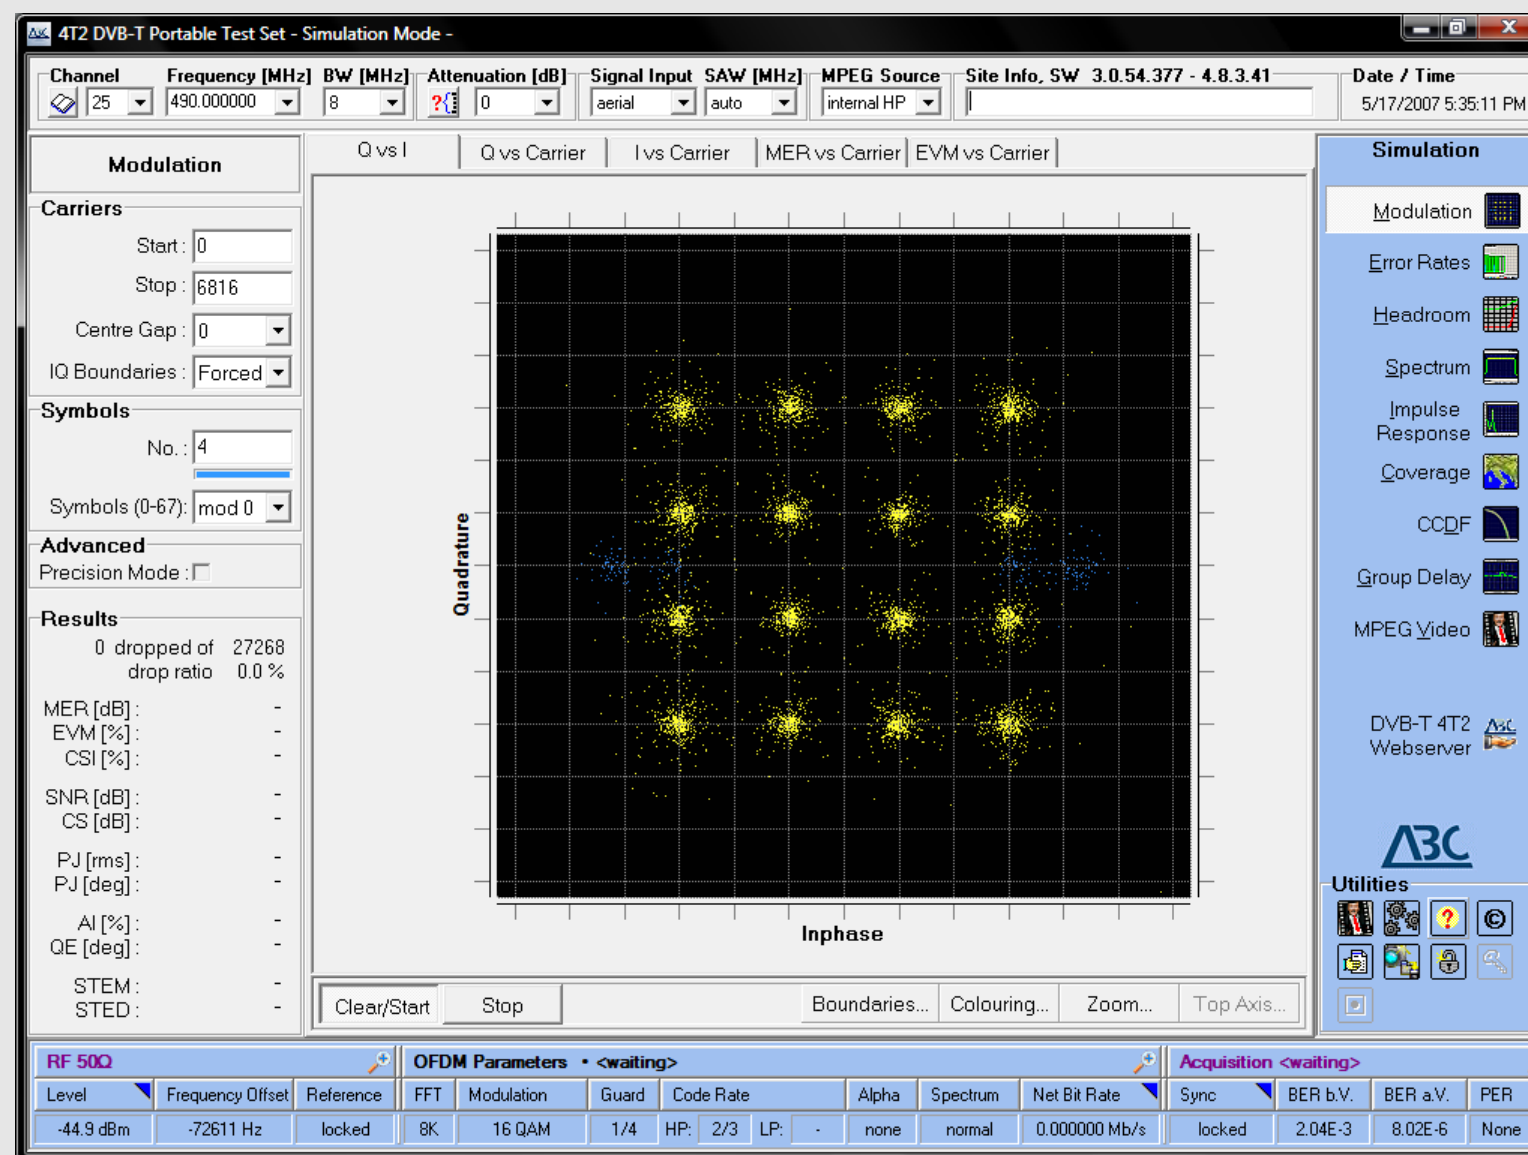 4T2 DVB-T Portable Test Set - Simulation Mode -
Channel Frequency [MHz] BW [MHz] Attenuation [dB] Signal Input SAW [MHz] MPEG Source Site Info, SW 3.0.54.377 - 4.8.3.41 Date / Time
25 490.000000 8 ?{ 0 aerial auto internal HP 5/17/2007 5:35:11 PM
Modulation
Carriers
Start : 0
Stop : 6816
Centre Gap : 0
IQ Boundaries : Forced
Symbols
No. : 4
Symbols (0-67): mod 0
Advanced
Precision Mode :
Results
0 dropped of 27268
drop ratio 0.0 %
MER [dB] : -
EVM [%] : -
CSI [%] : -
SNR [dB] : -
CS [dB] : -
PJ [rms] : -
PJ [deg] : -
AI [%] : -
QE [deg] : -
STEM : -
STED : -
Q vs I Q vs Carrier I vs Carrier MER vs Carrier EVM vs Carrier
Quadrature
Inphase
Clear/Start Stop Boundaries... Colouring... Zoom... Top Axis...
Simulation
Modulation
Error Rates
Headroom
Spectrum
Impulse
Response
Coverage
CCDF
Group Delay
MPEG Video
DVB-T 4T2
Webserver
ABC
Utilities
? ©
RF 50Ω OFDM Parameters • <waiting> Acquisition <waiting>
Level Frequency Offset Reference FFT Modulation Guard Code Rate Alpha Spectrum Net Bit Rate Sync BER b.V. BER a.V. PER
-44.9 dBm -72611 Hz locked 8K 16 QAM 1/4 HP: 2/3 LP: - none normal 0.000000 Mb/s locked 2.04E-3 8.02E-6 None